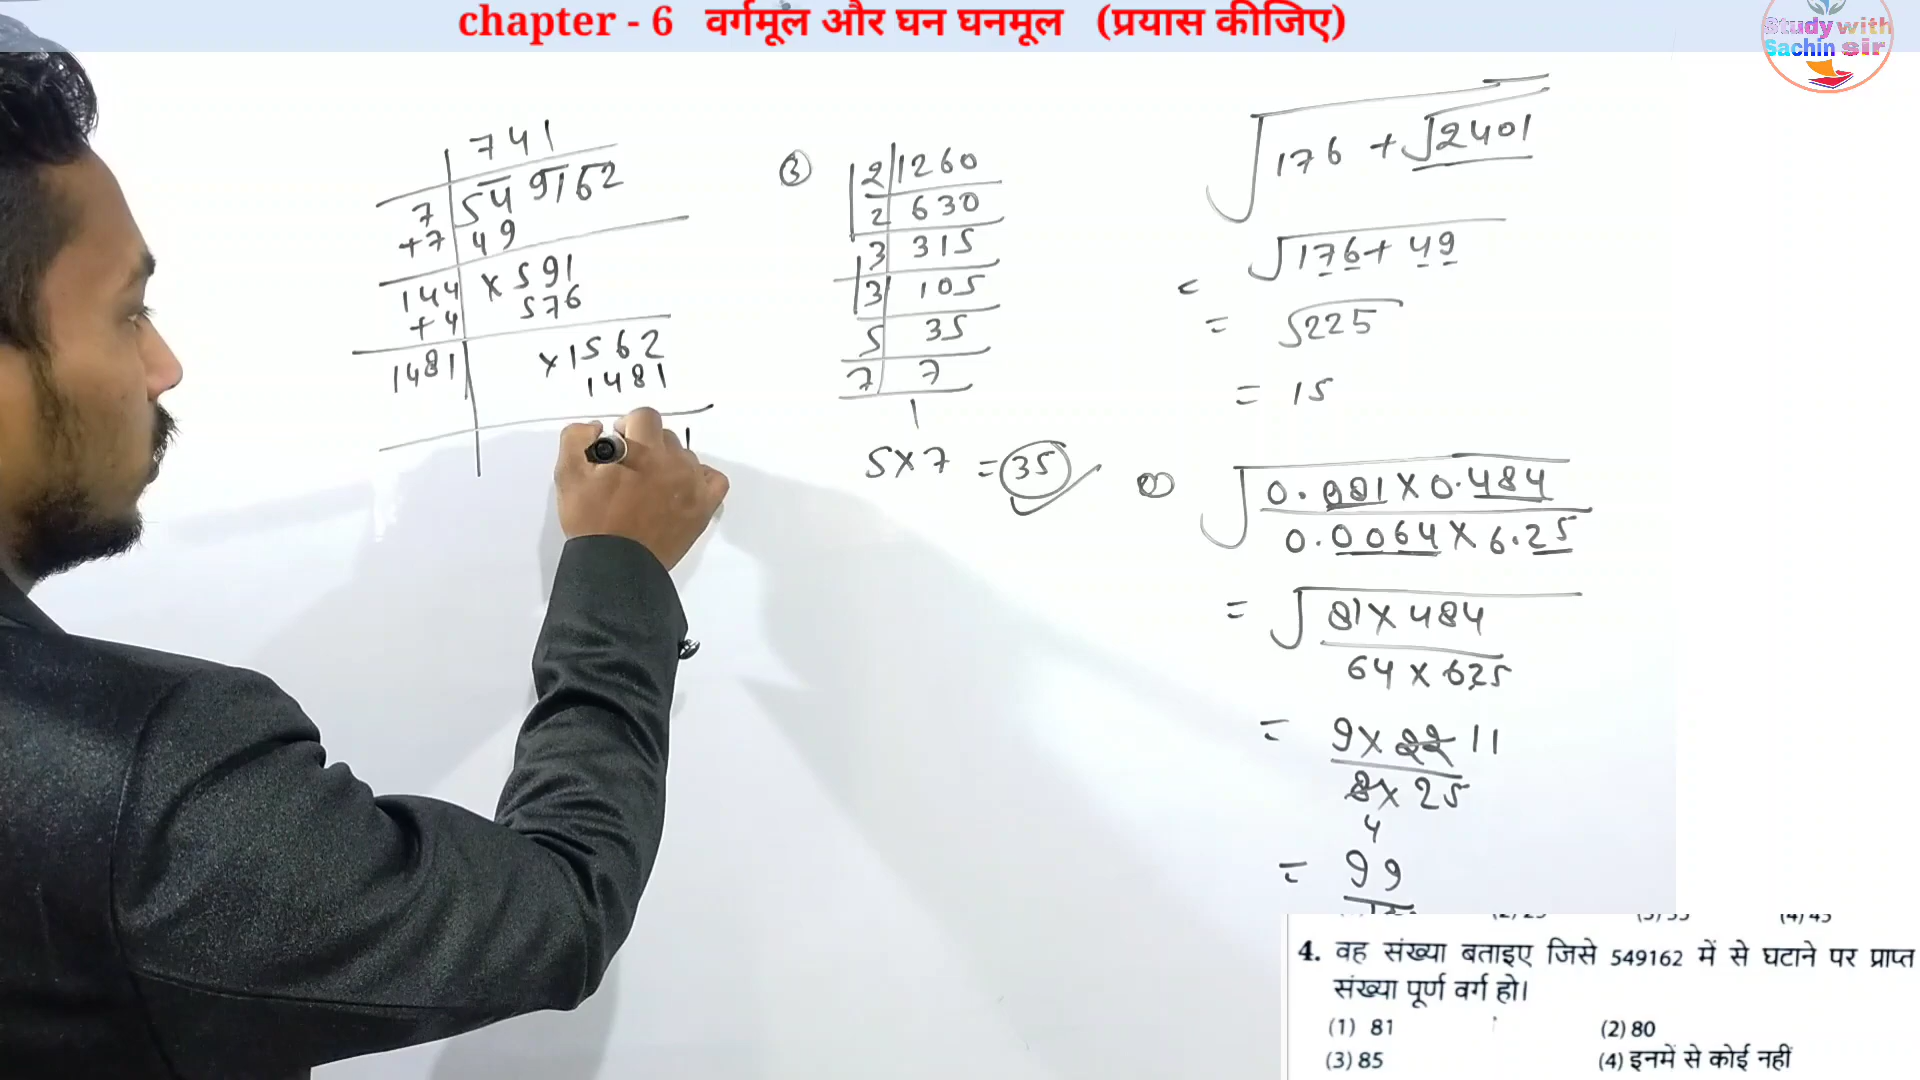 chapter - 6 वर्गमूल और घन घनमूल (प्रयास कीजिए)
Study with
Sachin sir
741
7 549162
+7 49
144 × 591
+4 576
1481 × 1562
1481
1
③ 2 1260
2 630
3 315
3 105
5 35
7 7
1
5×7 = 35
√176 + √2401
√176 + 49
= √225
= 15
0.081 × 0.484
0.0064 × 6.25
= √81 × 484
64 × 625
= 9 × 22 11
8 × 25
4
= 99
4. वह संख्या बताइए जिसे 549162 में से घटाने पर प्राप्त
संख्या पूर्ण वर्ग हो।
(1) 81 (2) 80
(3) 85 (4) इनमें से कोई नहीं